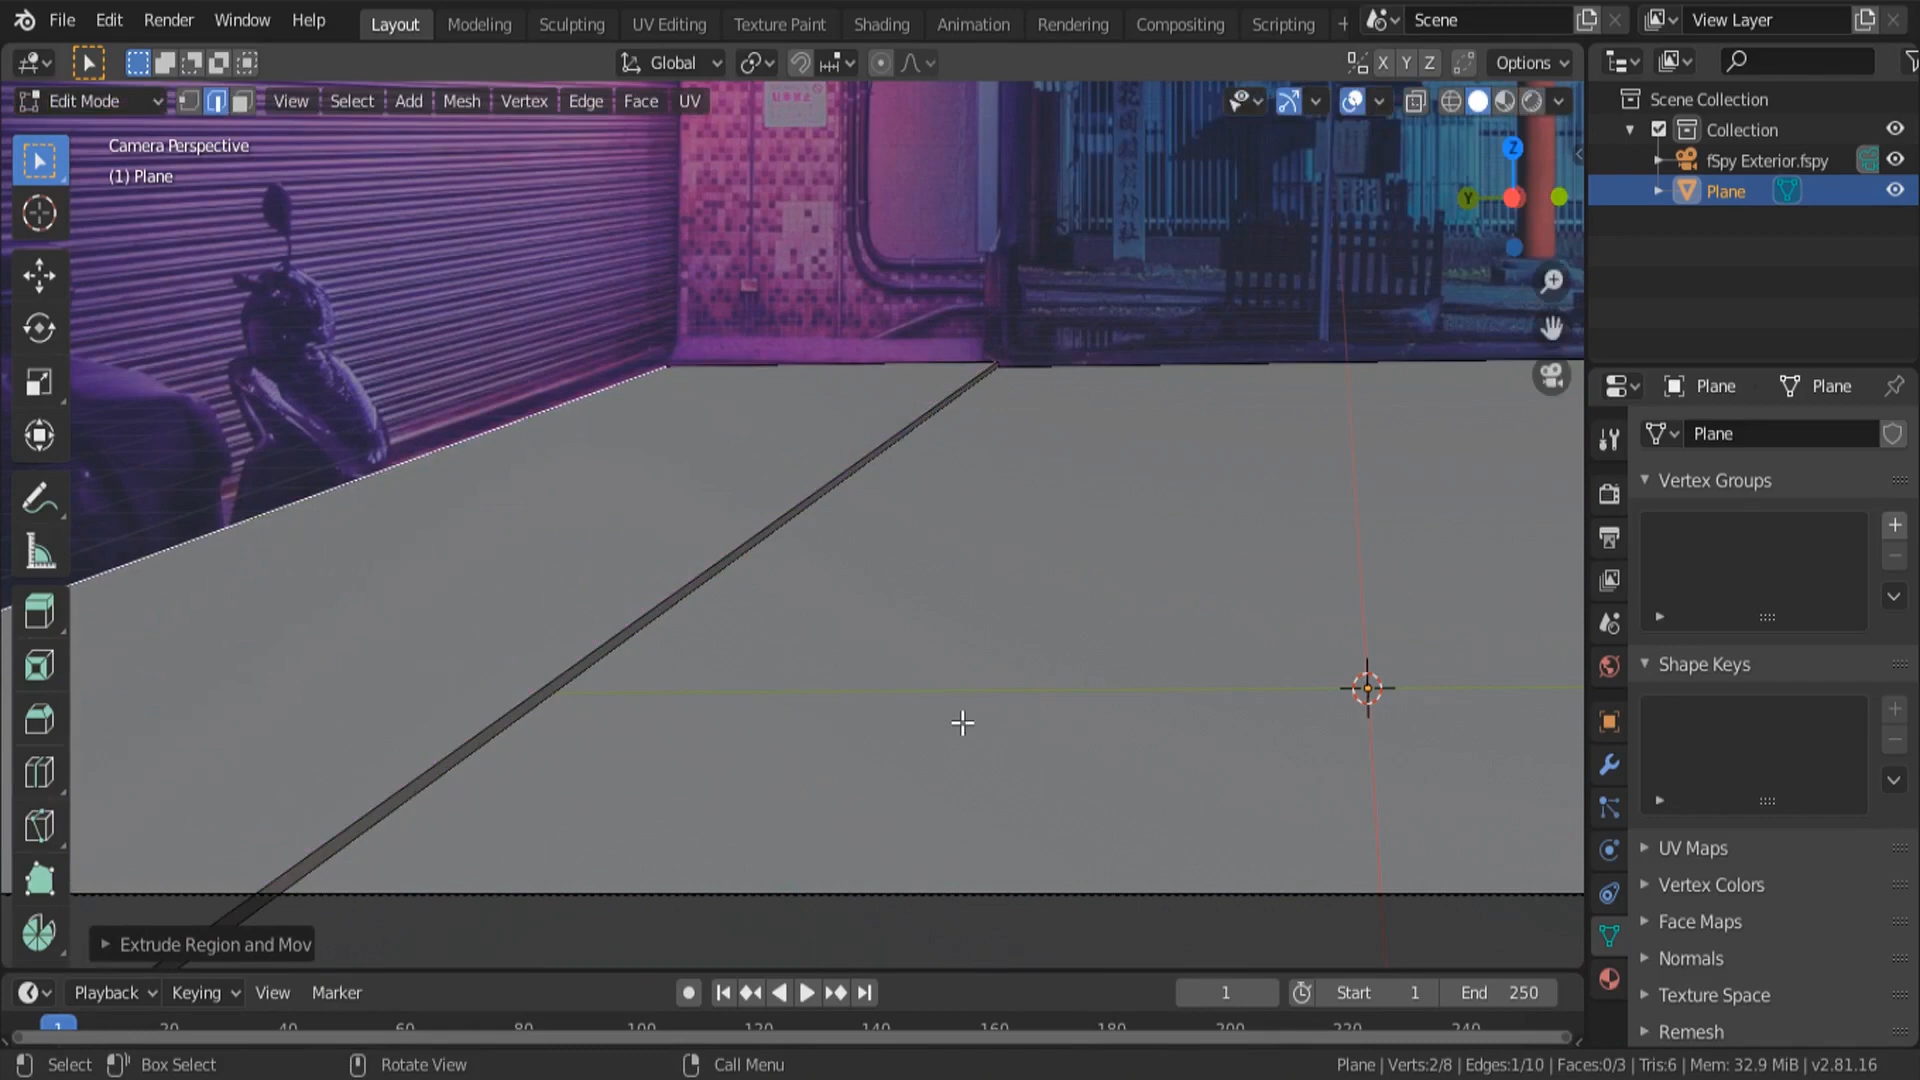 File Edit Render Window Help Layout Modeling Sculpting UV Editing Texture Paint Shading Animation Rendering Compositing Scripting + Scene View Layer
Global X Y Z Options
Edit Mode View Select Add Mesh Vertex Edge Face UV
Scene Collection
Collection
fSpy Exterior.fspy
Plane
Camera Perspective
(1) Plane
Z
Y
Plane Plane
Plane
Vertex Groups
Shape Keys
UV Maps
Vertex Colors
Face Maps
Normals
Texture Space
Remesh
Extrude Region and Mov
Playback Keying View Marker 1 Start 1 End 250
1 20 40 60 80 100 120 140 160 180 200 220 240
Select Box Select Rotate View Call Menu Plane | Verts:2/8 | Edges:1/10 | Faces:0/3 | Tris:6 | Mem: 32.9 MiB | v2.81.16